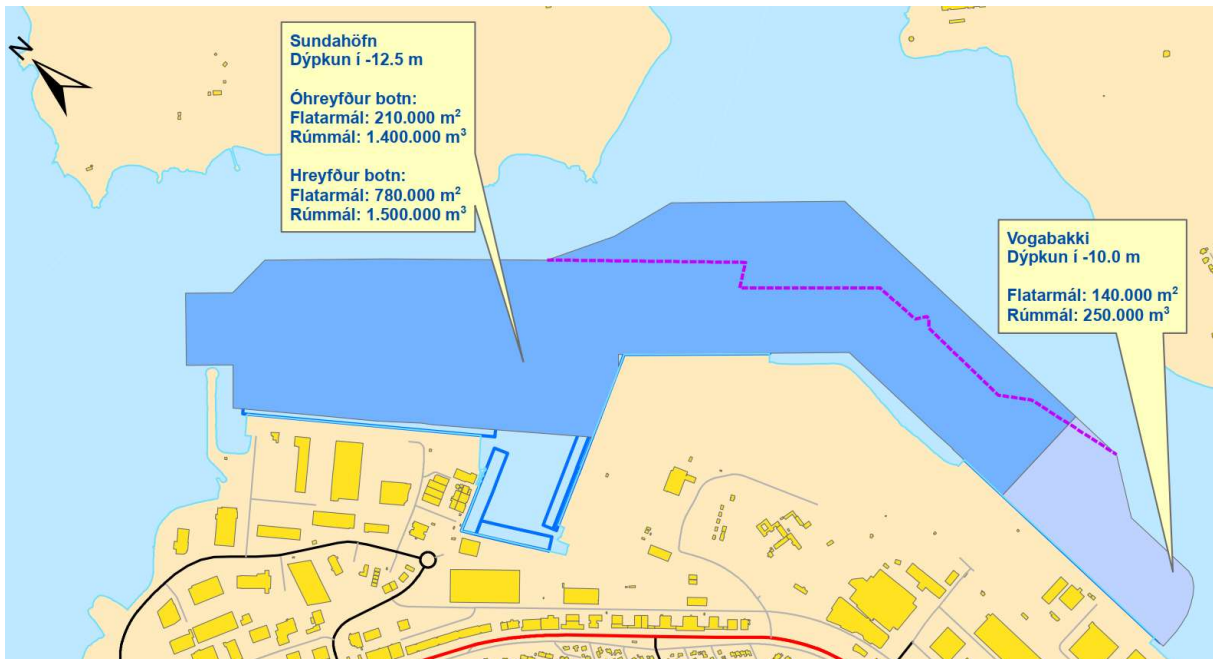 N
Sundahöfn
Dýpkun í -12.5 m
Óhreyfður botn:
Flatarmál: 210.000 m²
Rúmmál: 1.400.000 m³
Hreyfður botn:
Flatarmál: 780.000 m²
Rúmmál: 1.500.000 m³
Vogabakki
Dýpkun í -10.0 m
Flatarmál: 140.000 m²
Rúmmál: 250.000 m³